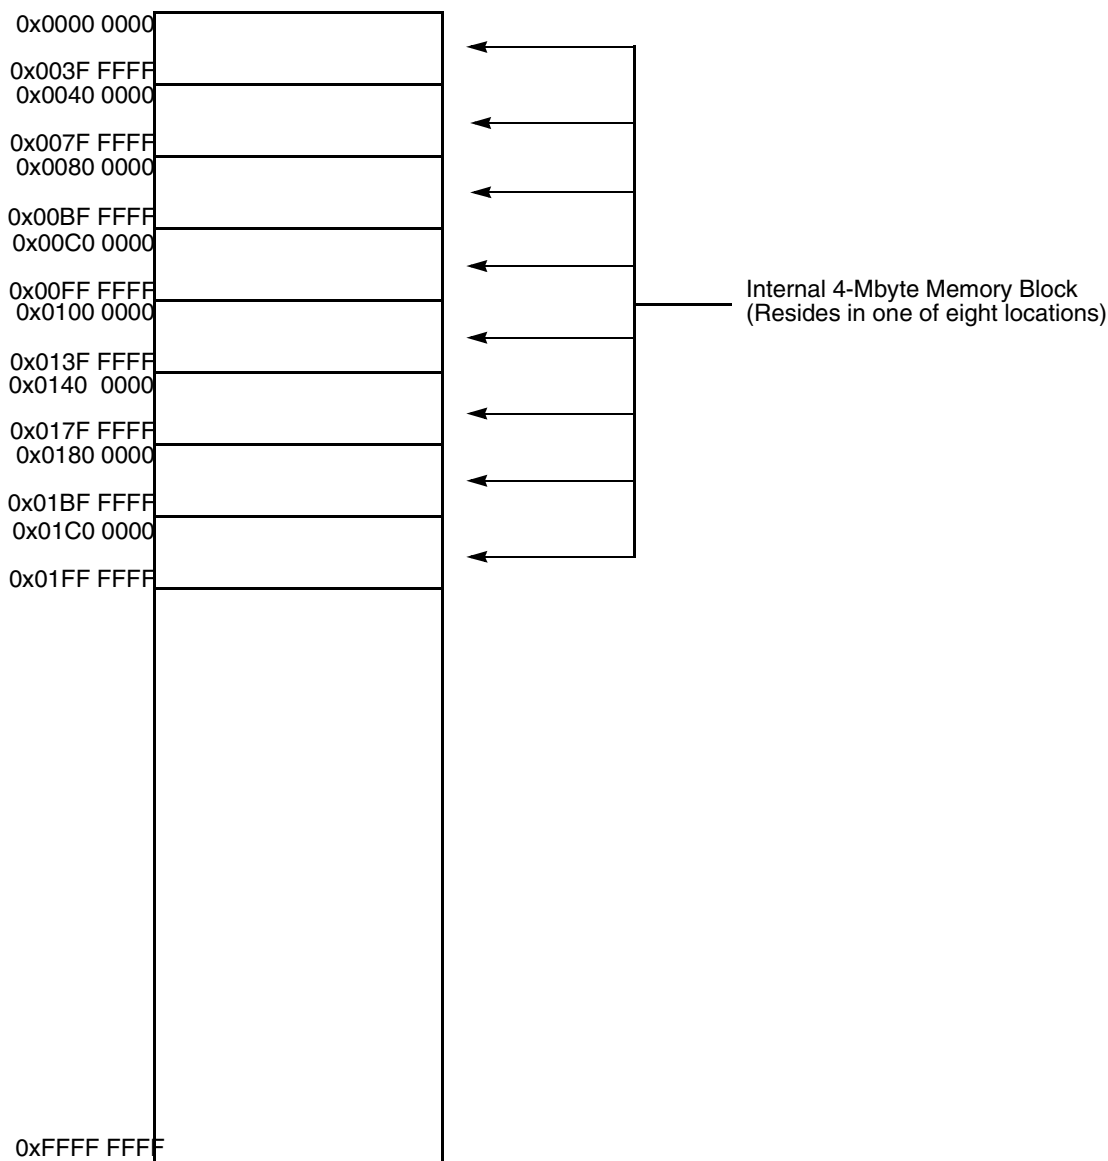 0x0000 0000
0x003F FFFF
0x0040 0000
0x007F FFFF
0x0080 0000
0x00BF FFFF
0x00C0 0000
0x00FF FFFF
0x0100 0000
0x013F FFFF
0x0140  0000
0x017F FFFF
0x0180 0000
0x01BF FFFF
0x01C0 0000
0x01FF FFFF
0xFFFF FFFF
Internal 4-Mbyte Memory Block
(Resides in one of eight locations)